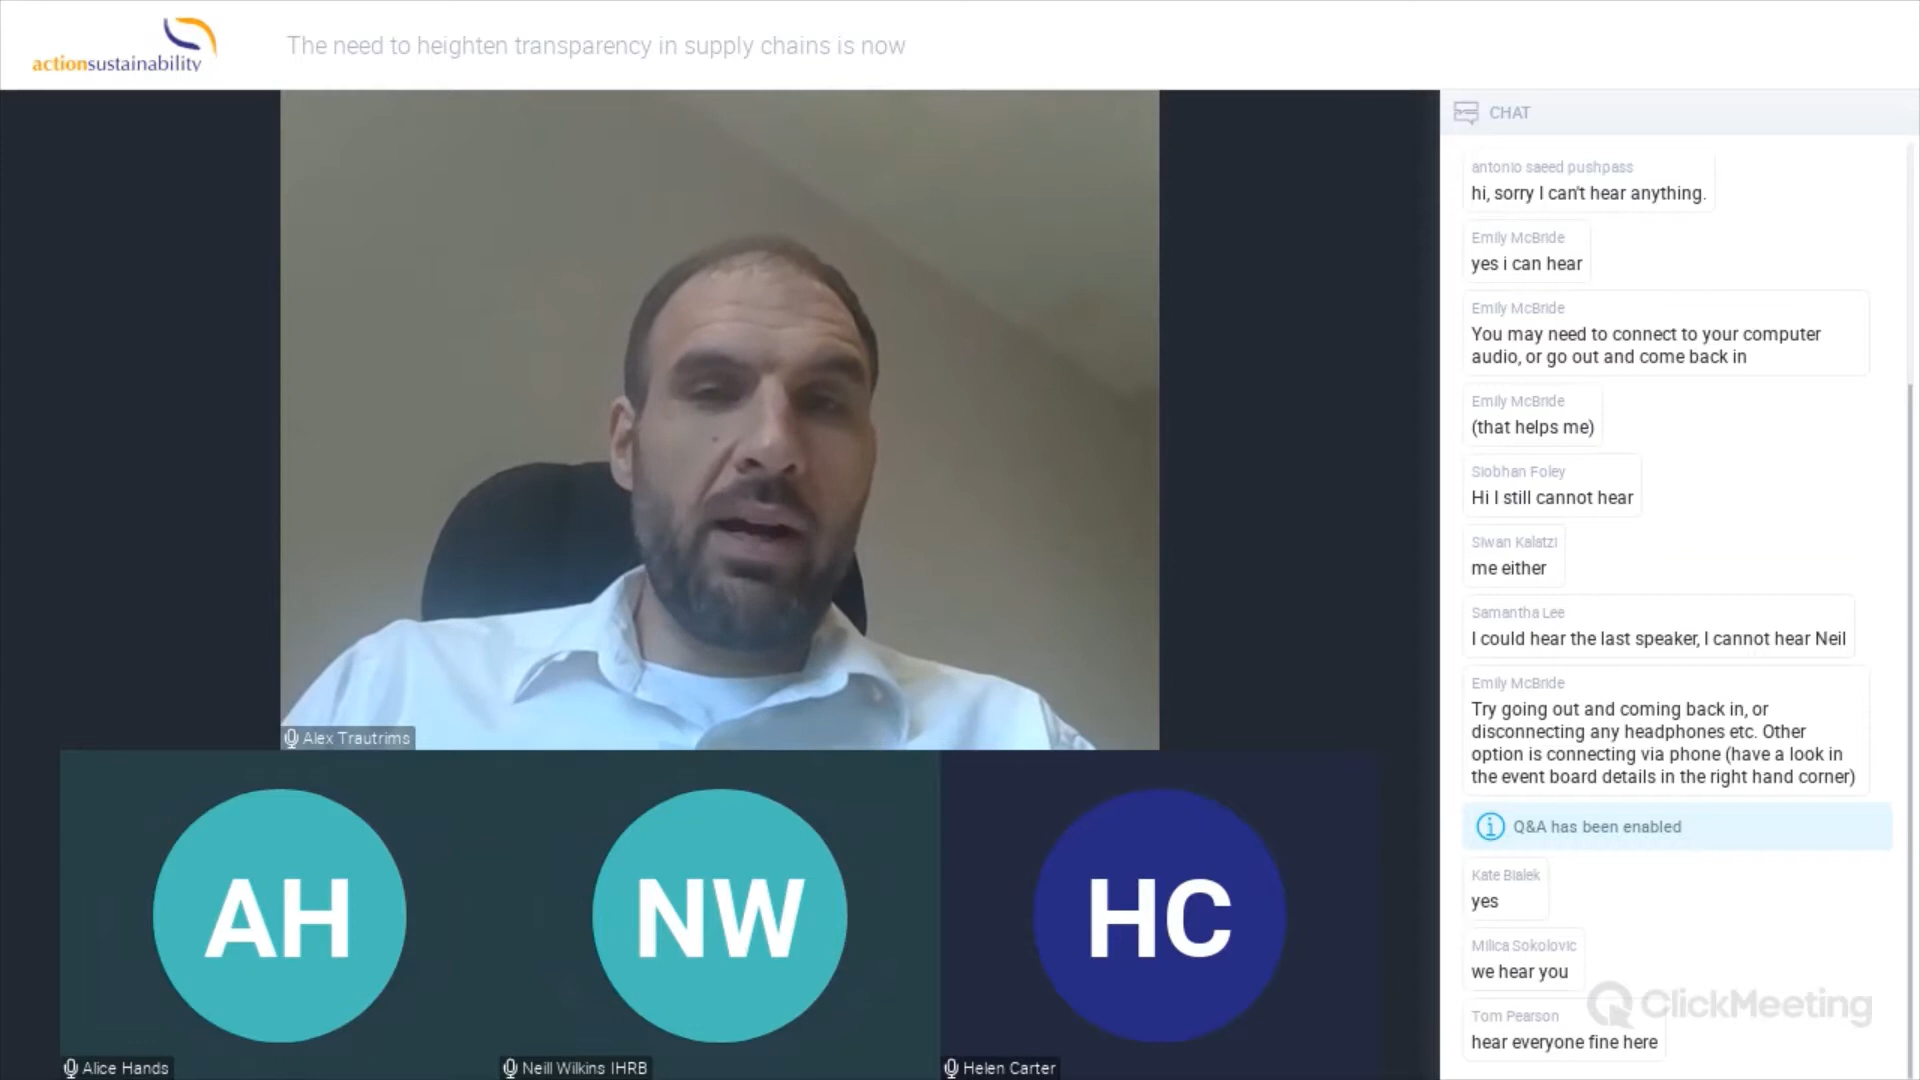 actionsustainability
The need to heighten transparency in supply chains is now
Alex Trautrims
AH
NW
HC
Alice Hands
Neill Wilkins IHRB
Helen Carter
CHAT
antonio saeed pushpass
hi, sorry I can't hear anything.
Emily McBride
yes i can hear
Emily McBride
You may need to connect to your computer
audio, or go out and come back in
Emily McBride
(that helps me)
Siobhan Foley
Hi I still cannot hear
Siwan Kalatzi
me either
Samantha Lee
I could hear the last speaker, I cannot hear Neil
Emily McBride
Try going out and coming back in, or
disconnecting any headphones etc. Other
option is connecting via phone (have a look in
the event board details in the right hand corner)
Q&A has been enabled
Kate Bialek
yes
Milica Sokolovic
we hear you
Tom Pearson
hear everyone fine here
ClickMeeting